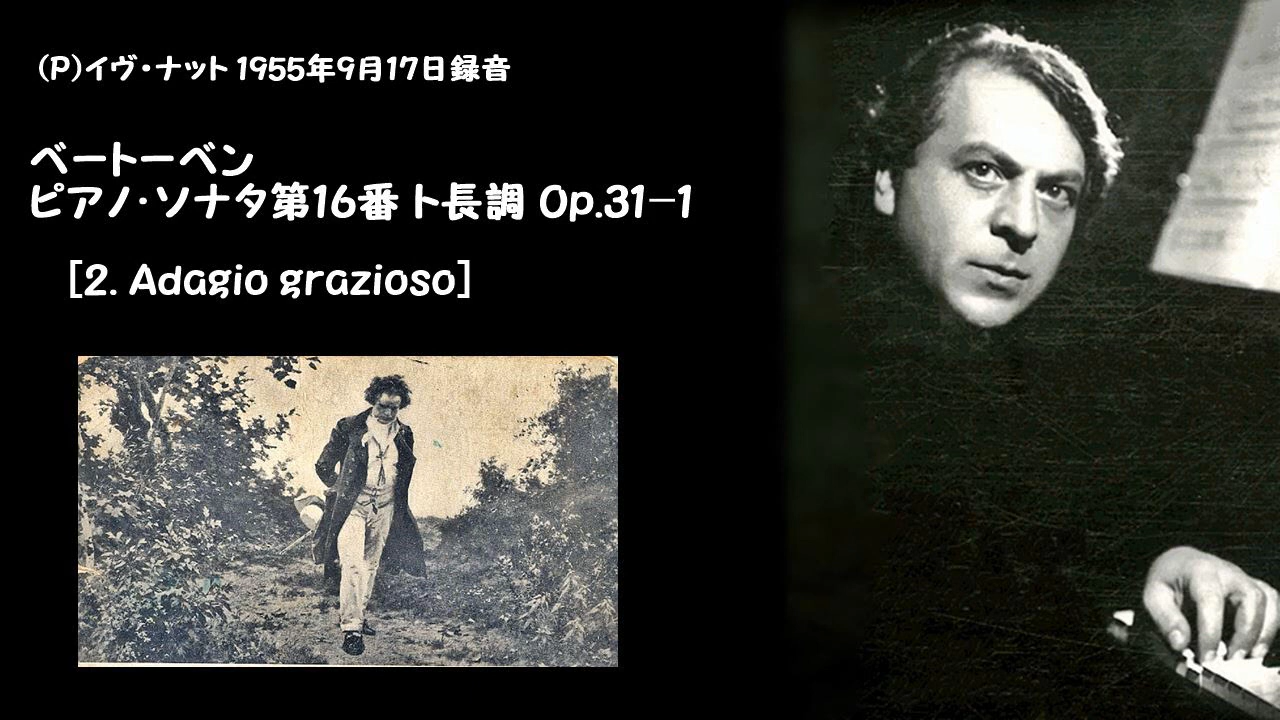 (P)イヴ・ナット 1955年9月17日録音
ベートーベン
ピアノ・ソナタ第16番 ト長調 Op.31-1
[2. Adagio grazioso]